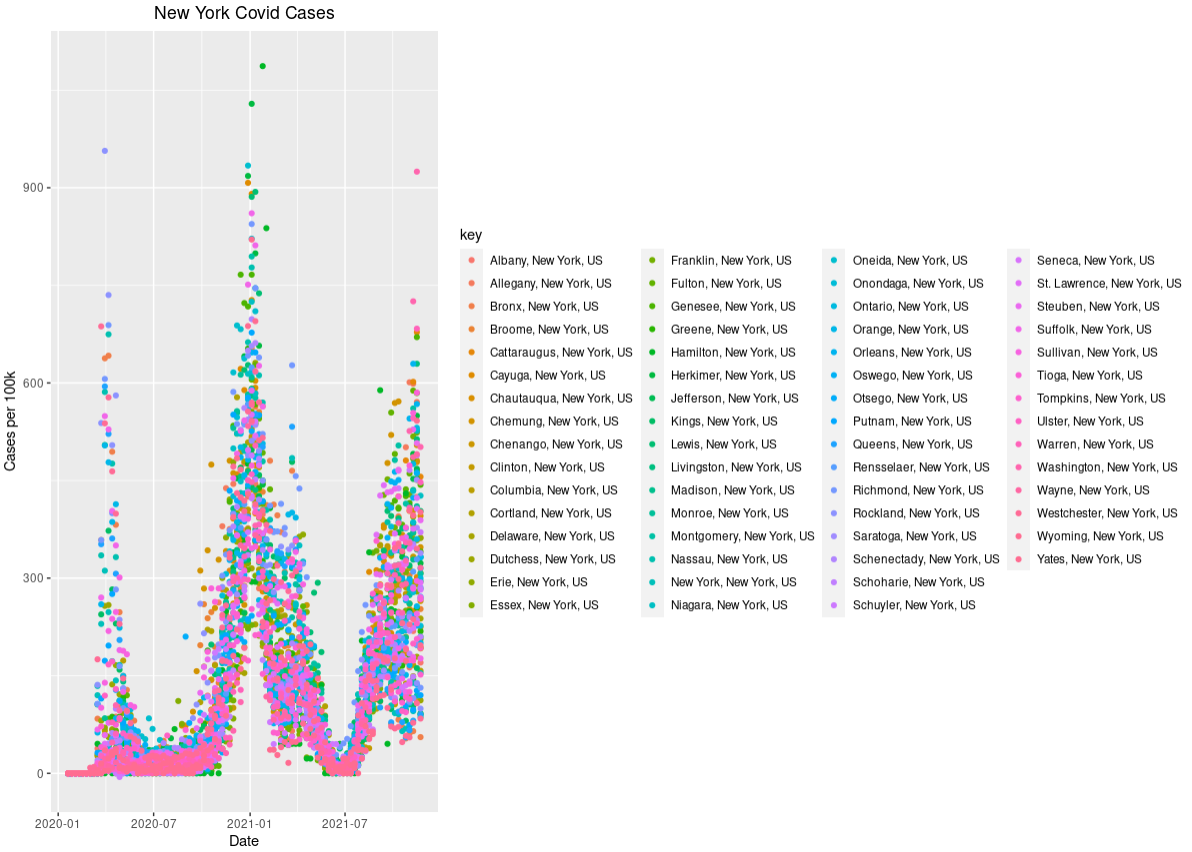 New York Covid Cases
Cases per 100k
900
600
300
0
2020-01 2020-07 2021-01 2021-07
Date
key
Albany, New York, US
Allegany, New York, US
Bronx, New York, US
Broome, New York, US
Cattaraugus, New York, US
Cayuga, New York, US
Chautauqua, New York, US
Chemung, New York, US
Chenango, New York, US
Clinton, New York, US
Columbia, New York, US
Cortland, New York, US
Delaware, New York, US
Dutchess, New York, US
Erie, New York, US
Essex, New York, US
Franklin, New York, US
Fulton, New York, US
Genesee, New York, US
Greene, New York, US
Hamilton, New York, US
Herkimer, New York, US
Jefferson, New York, US
Kings, New York, US
Lewis, New York, US
Livingston, New York, US
Madison, New York, US
Monroe, New York, US
Montgomery, New York, US
Nassau, New York, US
New York, New York, US
Niagara, New York, US
Oneida, New York, US
Onondaga, New York, US
Ontario, New York, US
Orange, New York, US
Orleans, New York, US
Oswego, New York, US
Otsego, New York, US
Putnam, New York, US
Queens, New York, US
Rensselaer, New York, US
Richmond, New York, US
Rockland, New York, US
Saratoga, New York, US
Schenectady, New York, US
Schoharie, New York, US
Schuyler, New York, US
Seneca, New York, US
St. Lawrence, New York, US
Steuben, New York, US
Suffolk, New York, US
Sullivan, New York, US
Tioga, New York, US
Tompkins, New York, US
Ulster, New York, US
Warren, New York, US
Washington, New York, US
Wayne, New York, US
Westchester, New York, US
Wyoming, New York, US
Yates, New York, US